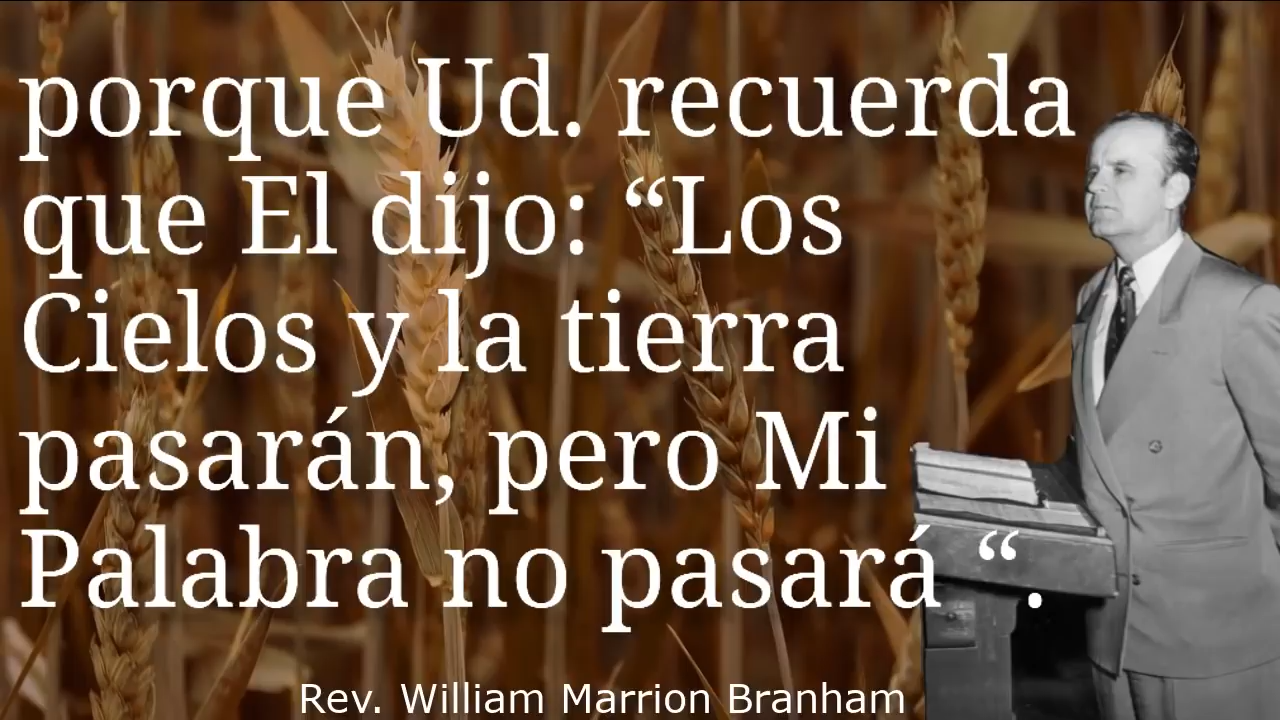 porque Ud. recuerda
que El dijo: “Los
Cielos y la tierra
pasarán, pero Mi
Palabra no pasará “.
Rev. William Marrion Branham